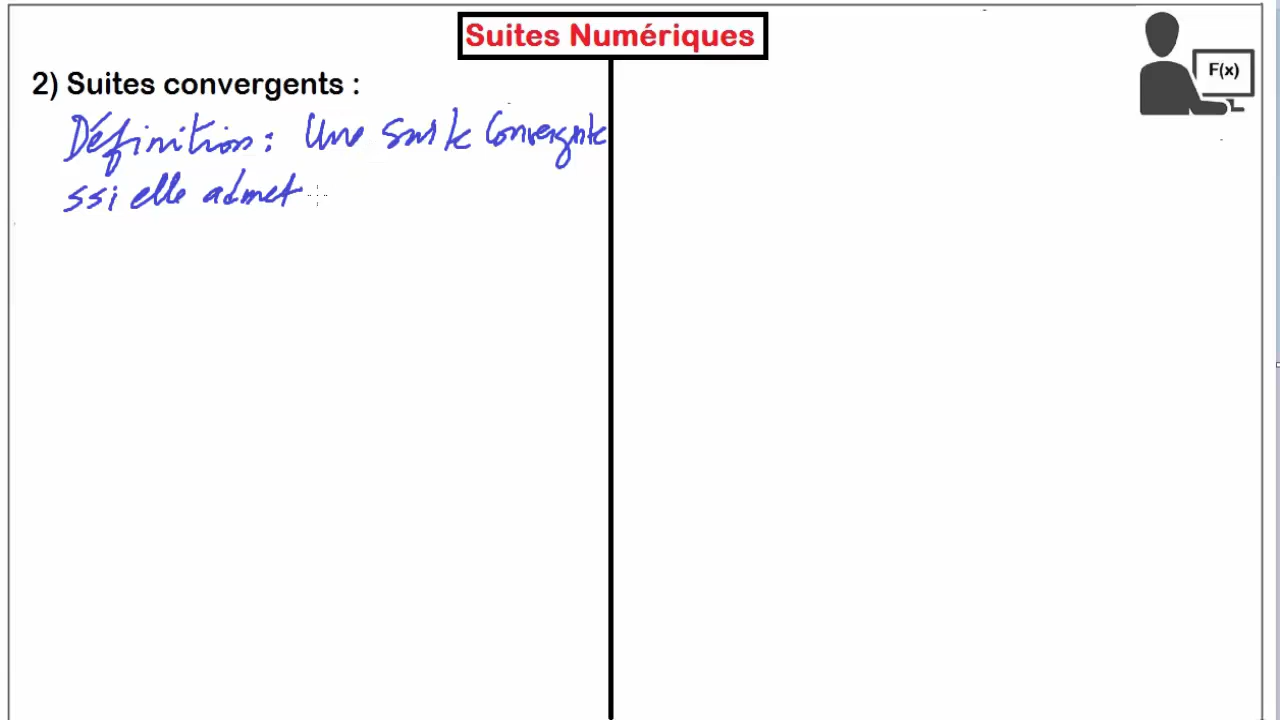 Suites Numériques
F(x)
2) Suites convergents :
Définition : Une suite Convergente
ssi elle admet